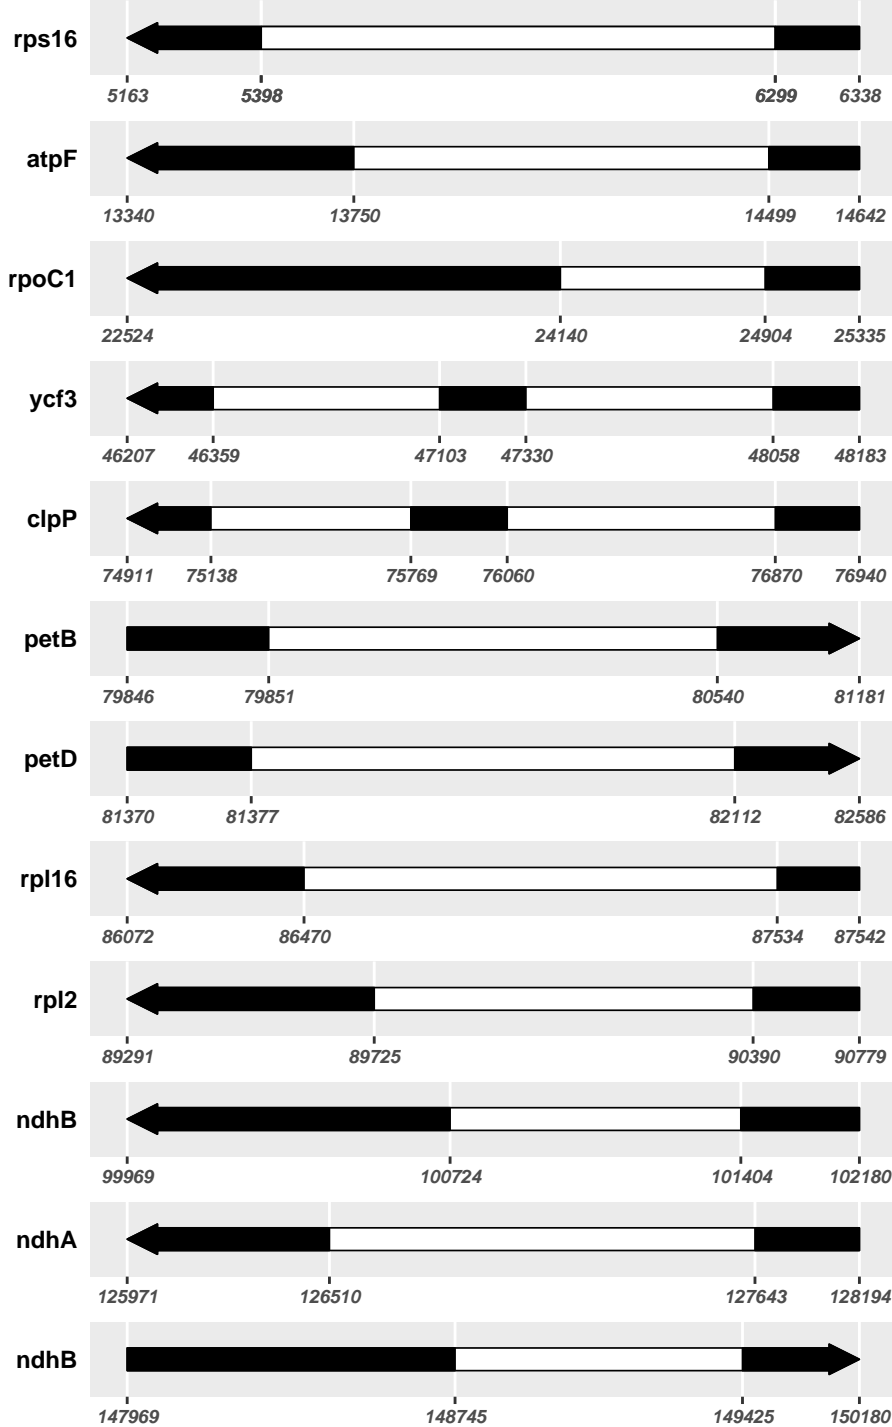 rps16
5163 5398 6299 6338
atpF
13340 13750 14499 14642
rpoC1
22524 24140 24904 25335
ycf3
46207 46359 47103 47330 48058 48183
clpP
74911 75138 75769 76060 76870 76940
petB
79846 79851 80540 81181
petD
81370 81377 82112 82586
rpl16
86072 86470 87534 87542
rpl2
89291 89725 90390 90779
ndhB
99969 100724 101404 102180
ndhA
125971 126510 127643 128194
ndhB
147969 148745 149425 150180